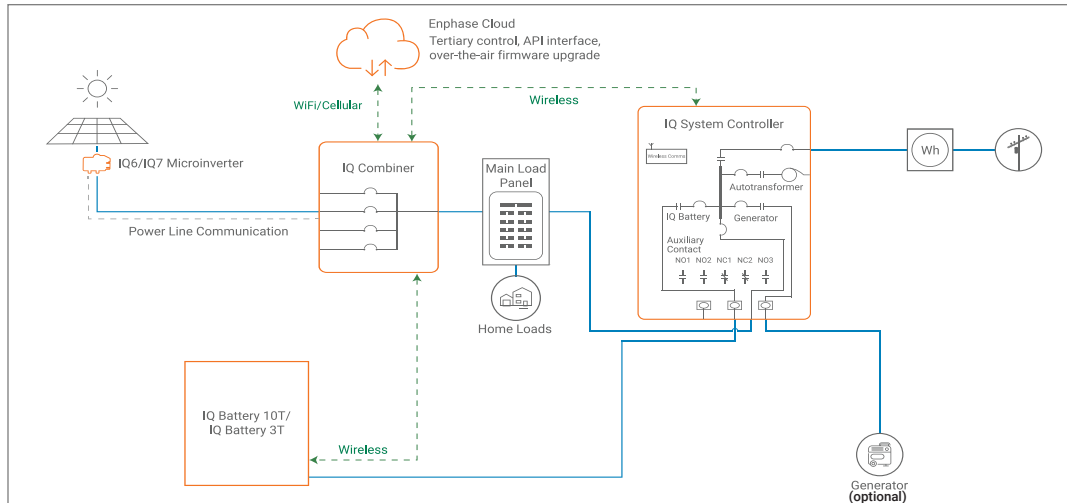 Enphase Cloud
Tertiary control, API interface,
over-the-air firmware upgrade
WiFi/Cellular
Wireless
IQ System Controller
Wireless Comms
Wh
IQ6/IQ7 Microinverter
IQ Combiner
Main Load
Panel
Autotransformer
IQ Battery
Generator
Power Line Communication
Auxiliary
Contact
NO1 NO2 NC1 NC2 NO3
Home Loads
IQ Battery 10T/
IQ Battery 3T
Wireless
Generator
(optional)